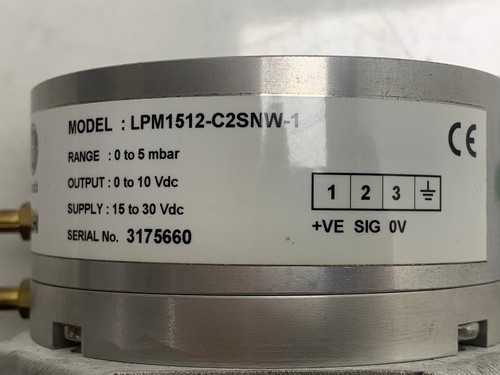 MODEL : LPM1512-C2SNW-1
RANGE : 0 to 5 mbar
OUTPUT : 0 to 10 Vdc
SUPPLY : 15 to 30 Vdc
SERIAL No. 3175660
1 2 3
+VE SIG 0V
CE